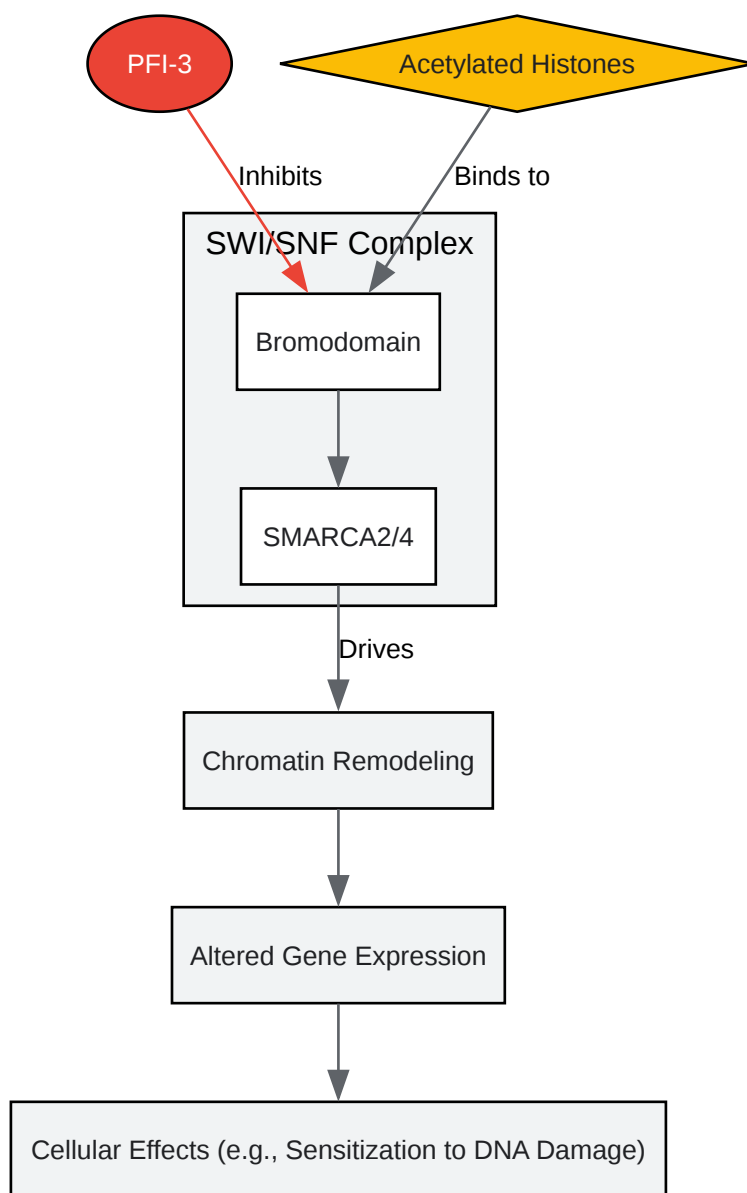 PFI-3
Acetylated Histones
Inhibits
Binds to
SWI/SNF Complex
Bromodomain
SMARCA2/4
Drives
Chromatin Remodeling
Altered Gene Expression
Cellular Effects (e.g., Sensitization to DNA Damage)